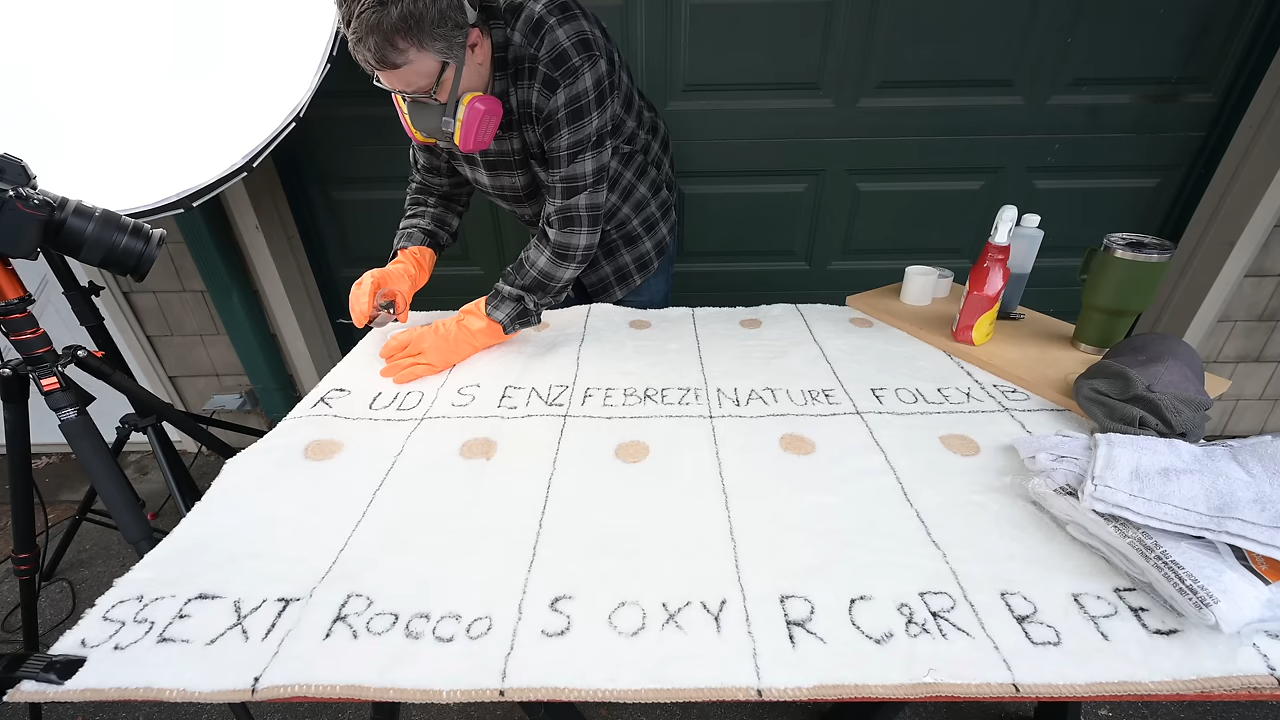 R UD S ENZ FEBREZE NATURE FOLEX B
SSEXT Rocco S OXY R C&R B PE